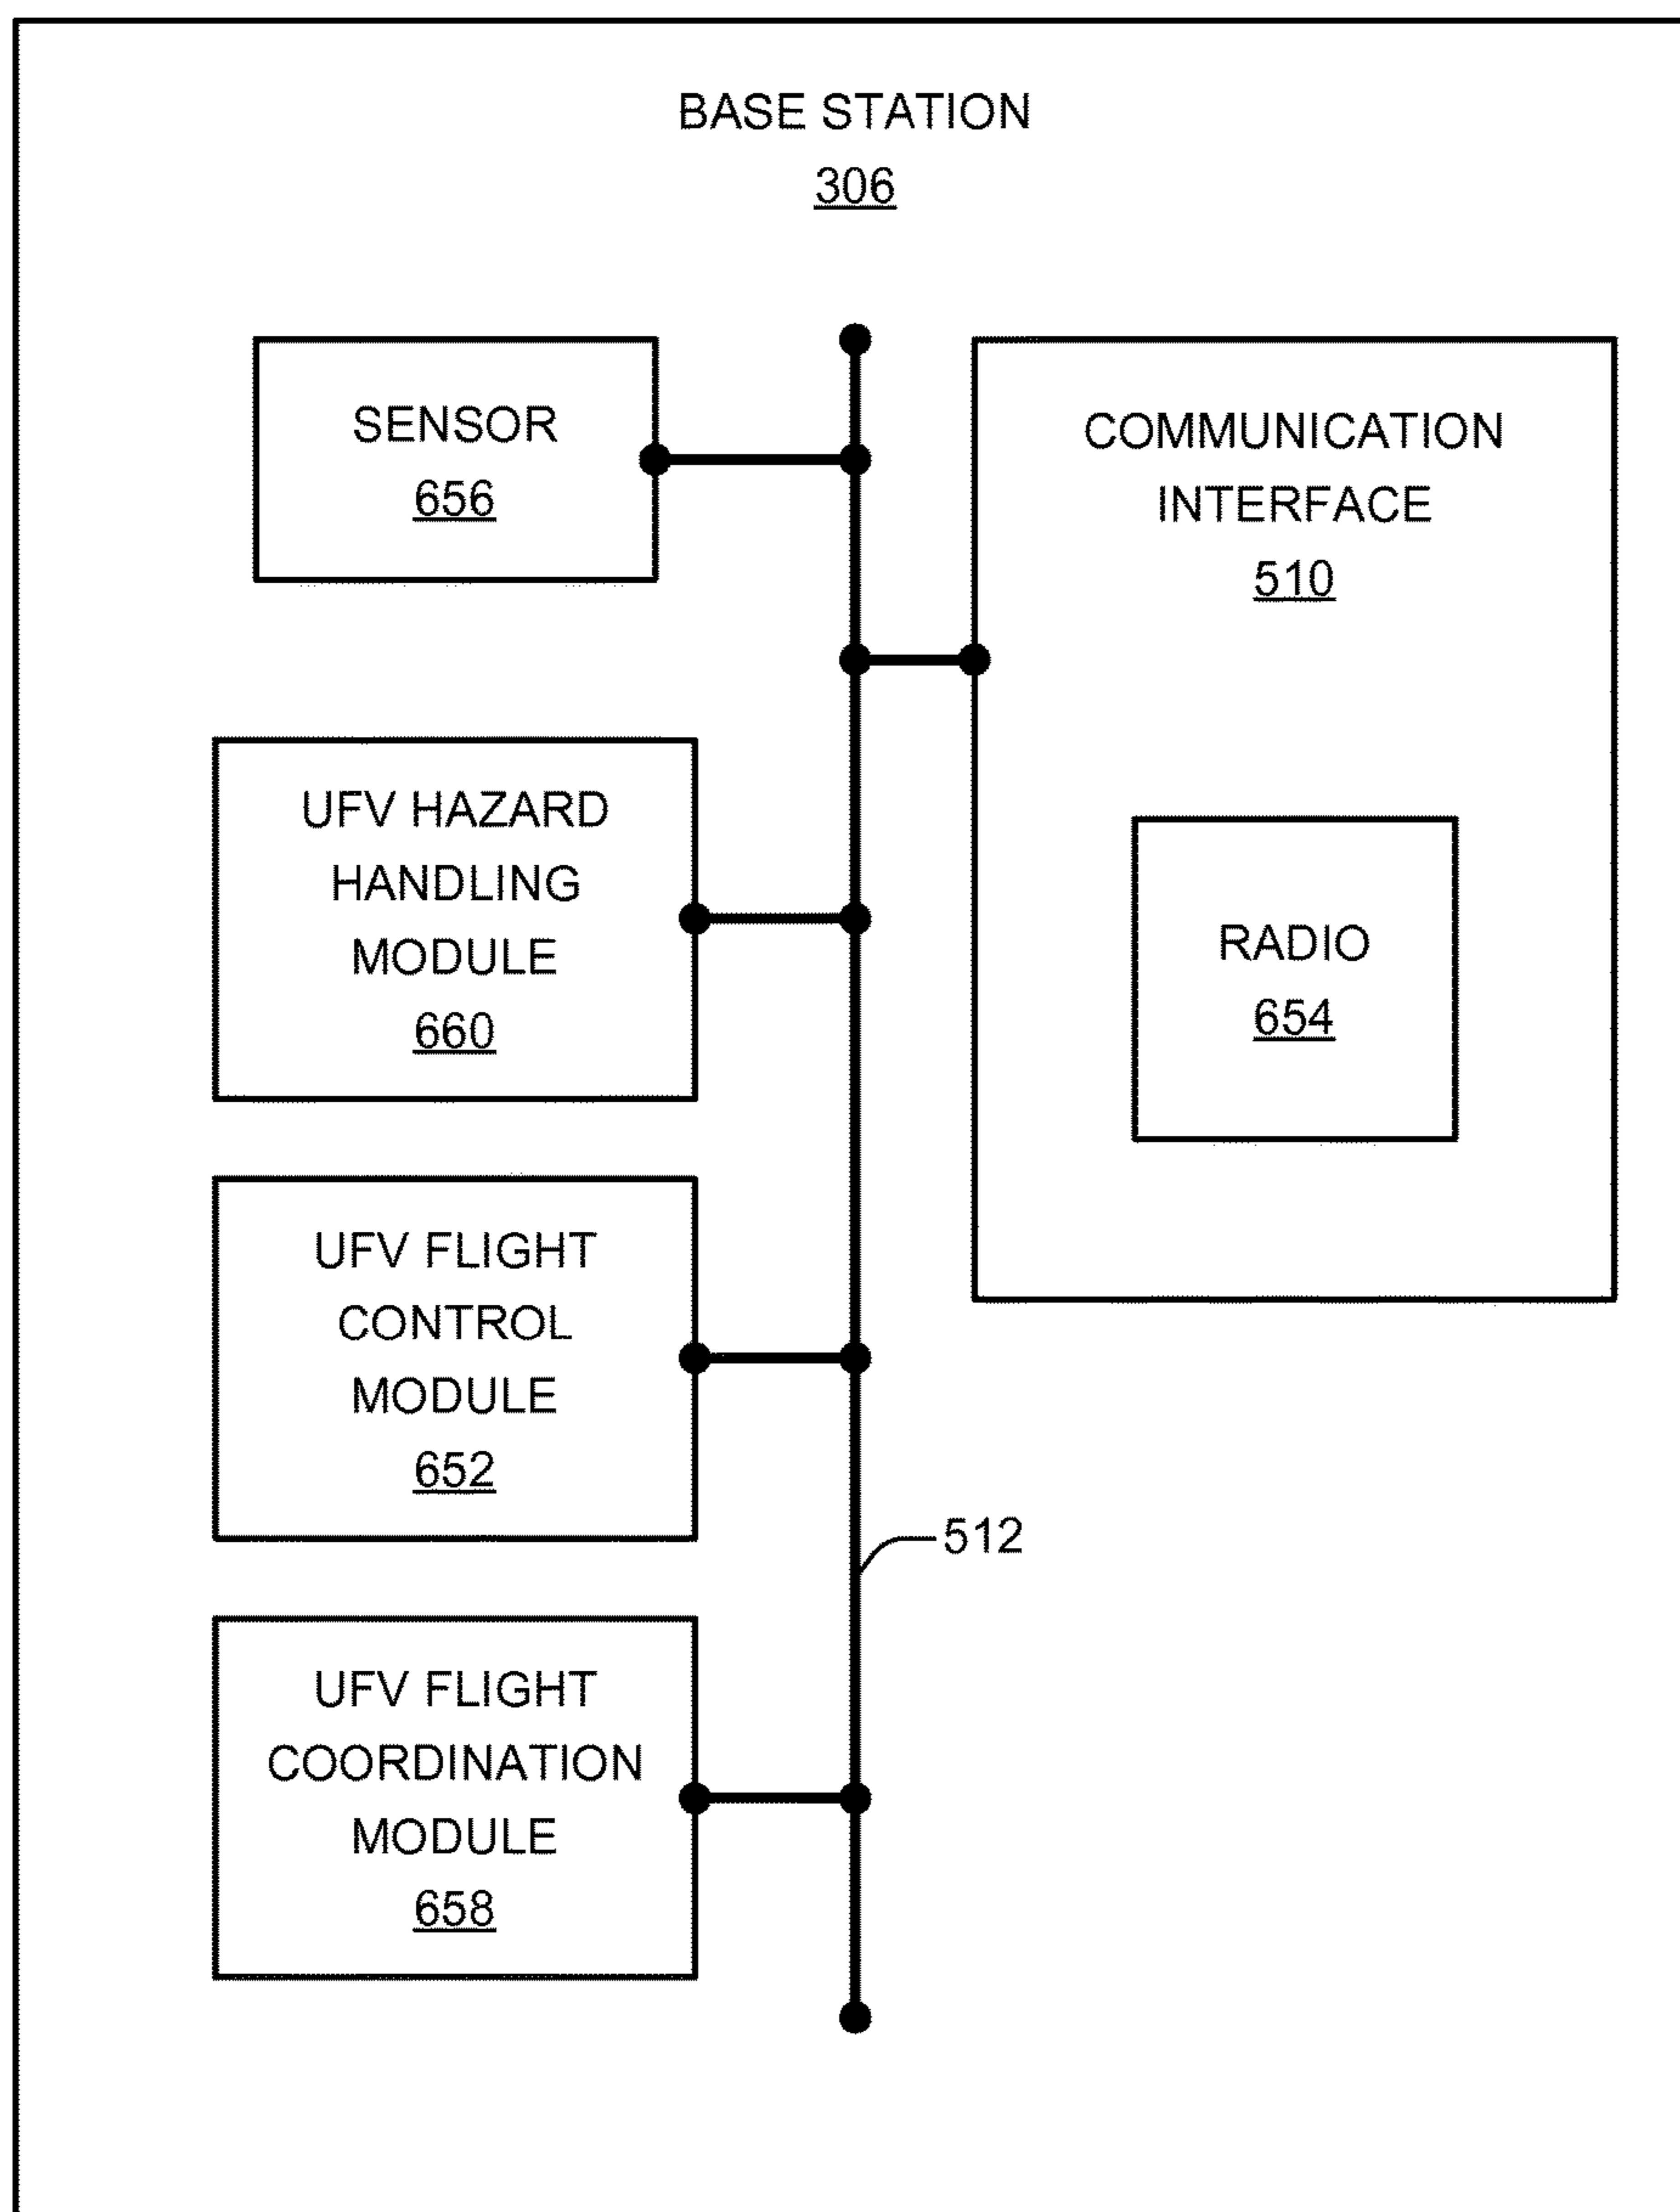 BASE STATION
306
SENSOR
656
COMMUNICATION
INTERFACE
510
UFV HAZARD
HANDLING
MODULE
660
RADIO
654
UFV FLIGHT
CONTROL
MODULE
652
512
UFV FLIGHT
COORDINATION
MODULE
658